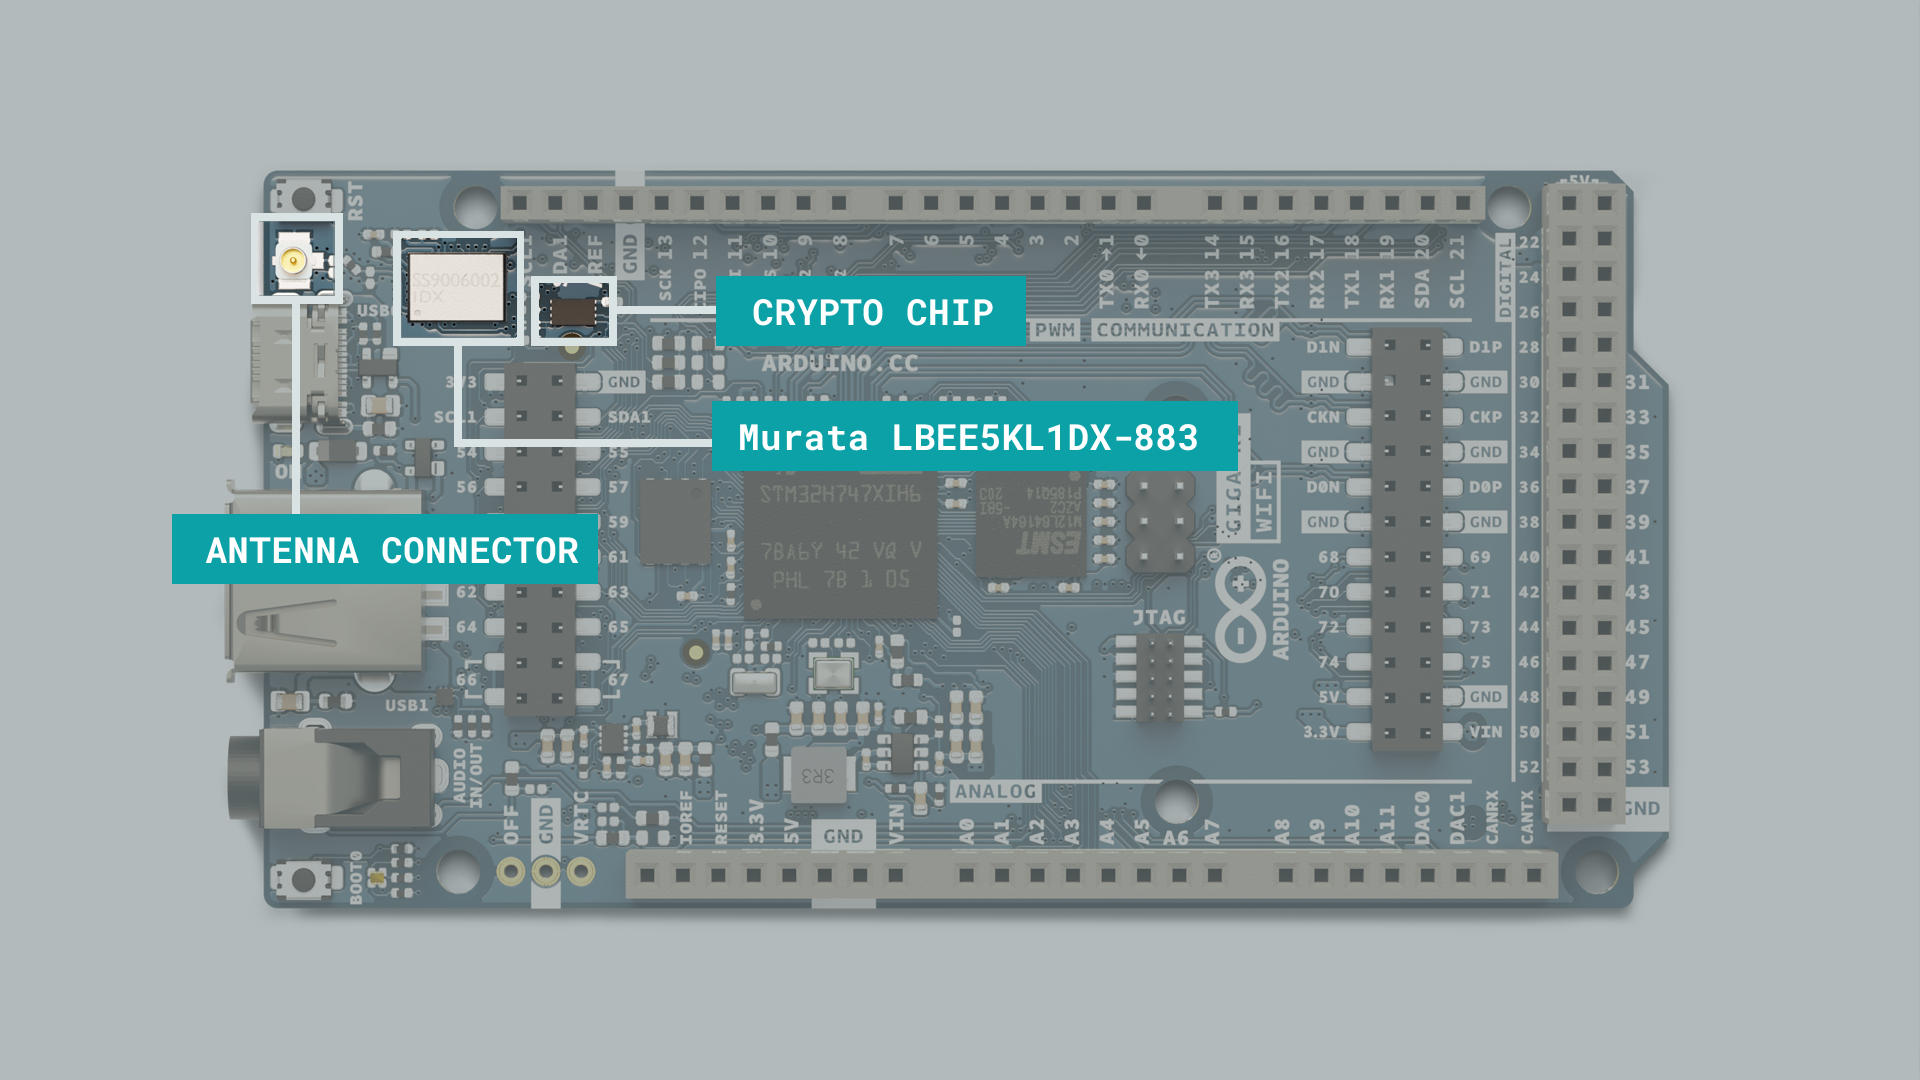 RST
5V
CRYPTO CHIP
Murata LBEE5KL1DX-883
ANTENNA CONNECTOR
SS9006002
1DX
DA1
REF
GND
SCK 13
12
11
10
9
8
7
6
5
4
3
2
TX0→1
RX0←0
TX3 14
RX3 15
TX2 16
RX2 17
TX1 18
RX1 19
SDA 20
SCL 21
DIGITAL
22
24
26
28
30
32
34
36
38
40
42
44
46
48
50
52
31
33
35
37
39
41
43
45
47
49
51
53
GND
PWM
COMMUNICATION
ARDUINO.CC
GND
SDA1
54
55
56
57
59
61
62
63
64
65
66
67
STM32H747XIH6
7BA6Y 42 VQ V
PHL 7B 1 05
ESMT
M12L64164A
WIFI
ARDUINO
JTAG
D1N
D1P
GND
GND
CKN
CKP
GND
GND
D0N
D0P
GND
GND
68
69
70
71
72
73
74
75
5V
GND
3.3V
VIN
USB1
AUDIO
IN/OUT
BOOT0
3R3
ANALOG
OFF
GND
VRTC
IOREF
RESET
3.3V
5V
GND
VIN
A0
A1
A2
A3
A4
A5
A6
A7
A8
A9
A10
A11
DAC0
DAC1
CANRX
CANTX